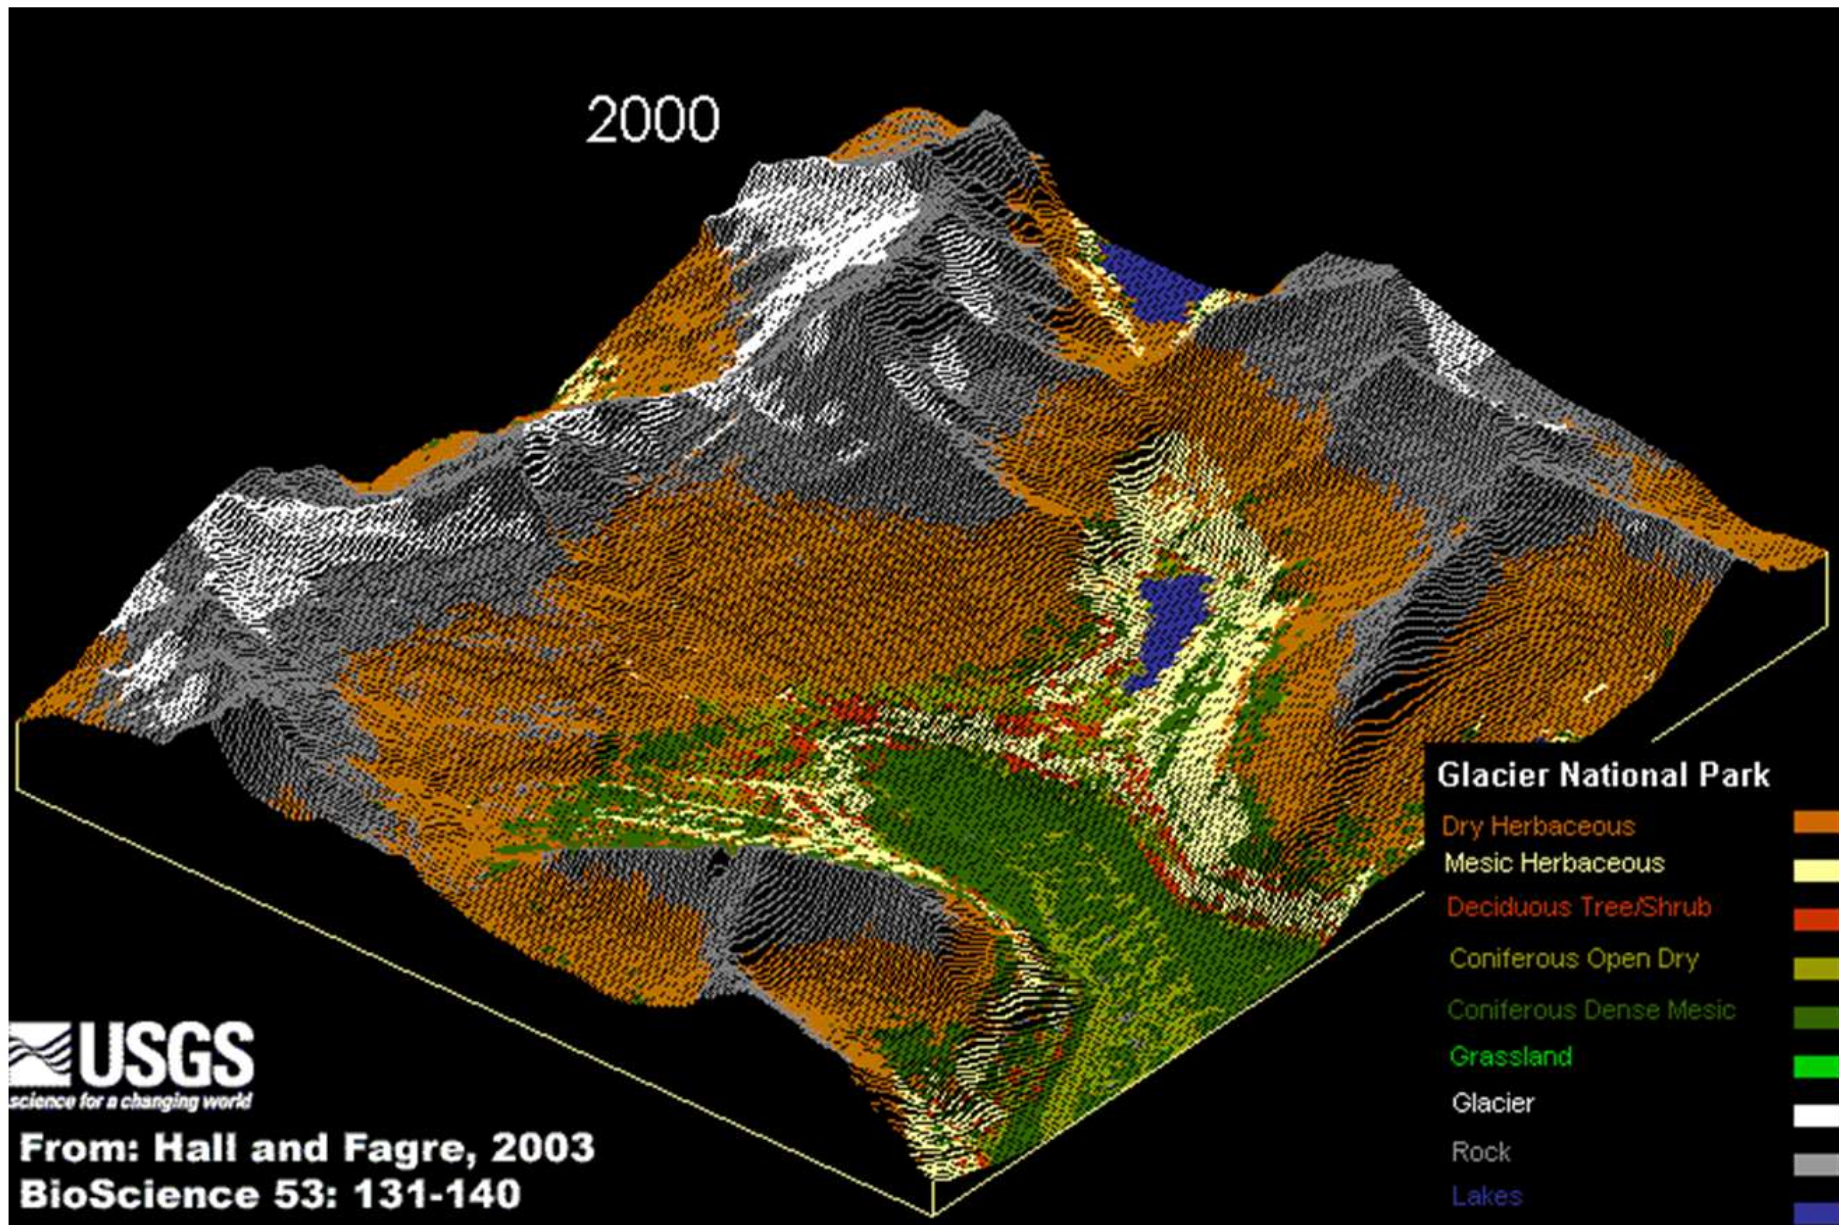 2000
Glacier National Park
Dry Herbaceous
Mesic Herbaceous
Deciduous Tree/Shrub
Coniferous Open Dry
Coniferous Dense Mesic
Grassland
Glacier
Rock
Lakes
USGS
science for a changing world
From: Hall and Fagre, 2003
BioScience 53: 131-140